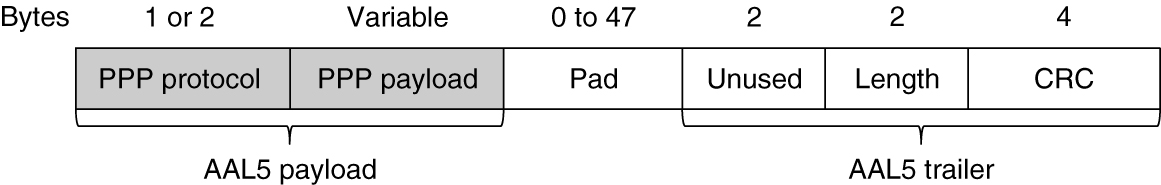 Bytes 1 or 2 Variable 0 to 47 2 2 4
PPP protocol PPP payload Pad Unused Length CRC
AAL5 payload AAL5 trailer